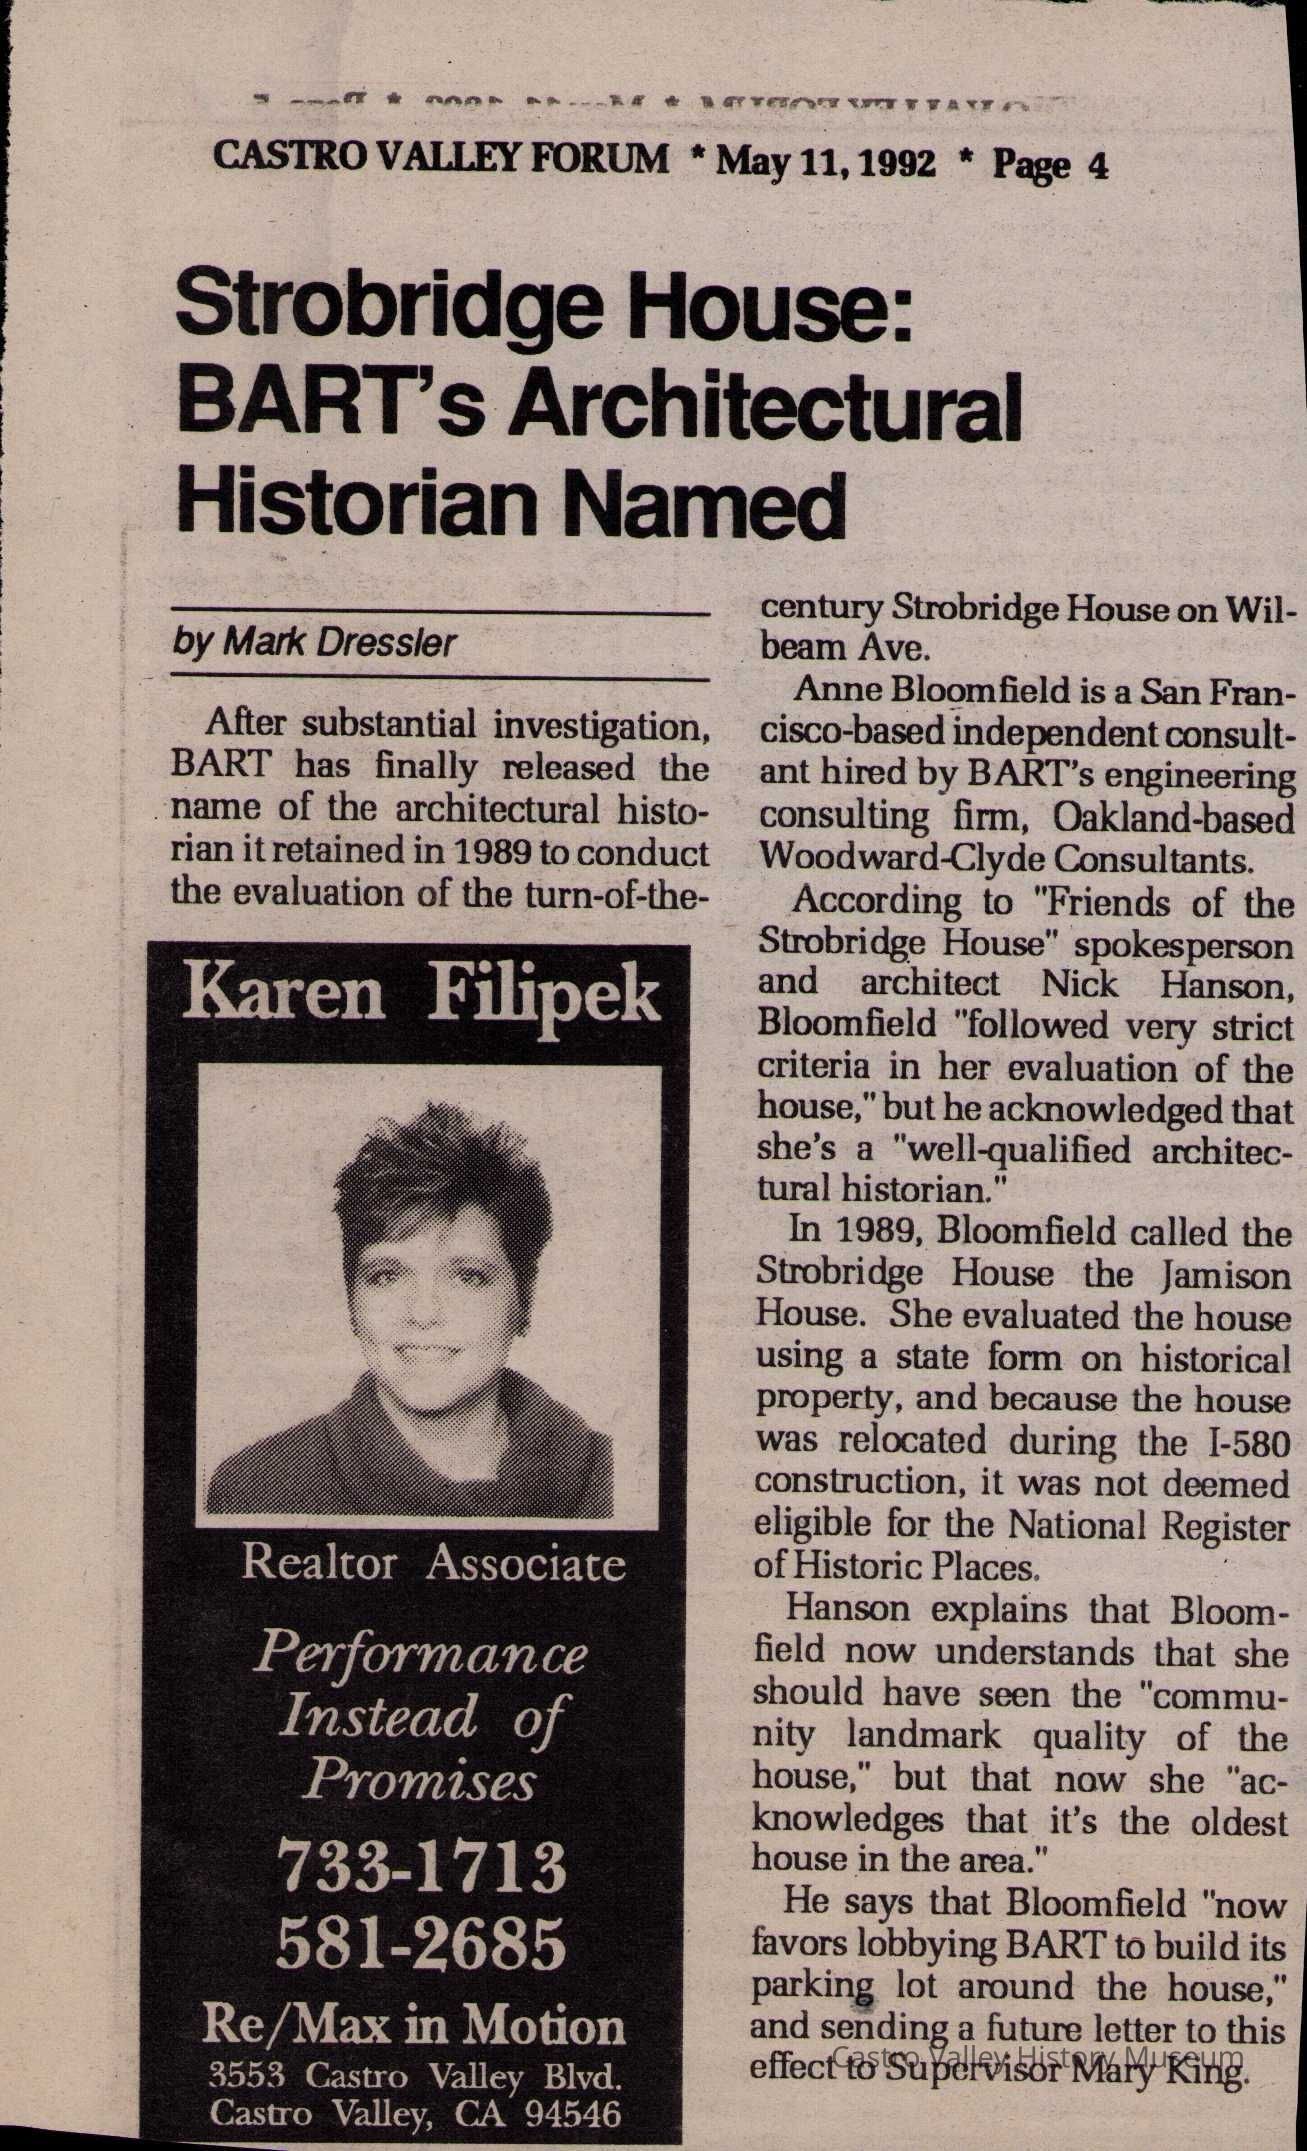 CASTRO VALLEY FORUM * May 11, 1992 * Page 4
Strobridge House:
BART's Architectural
Historian Named
by Mark Dressler
After substantial investigation,
BART has finally released the
name of the architectural histo-
rian it retained in 1989 to conduct
the evaluation of the turn-of-the-
century Strobridge House on Wil-
beam Ave.
Anne Bloomfield is a San Fran-
cisco-based independent consult-
ant hired by BART's engineering
consulting firm, Oakland-based
Woodward-Clyde Consultants.
According to "Friends of the
Strobridge House" spokesperson
and architect Nick Hanson,
Bloomfield "followed very strict
criteria in her evaluation of the
house," but he acknowledged that
she's a "well-qualified architec-
tural historian."
In 1989, Bloomfield called the
Strobridge House the Jamison
House. She evaluated the house
using a state form on historical
property, and because the house
was relocated during the I-580
construction, it was not deemed
eligible for the National Register
of Historic Places.
Hanson explains that Bloom-
field now understands that she
should have seen the "commu-
nity landmark quality of the
house," but that now she "ac-
knowledges that it's the oldest
house in the area."
He says that Bloomfield "now
favors lobbying BART to build its
parking lot around the house,"
and sending a future letter to this
effect to Supervisor Mary King.
Karen Filipek
Realtor Associate
Performance
Instead of
Promises
733-1713
581-2685
Re/Max in Motion
3553 Castro Valley Blvd.
Castro Valley, CA 94546
Castro Valley History Museum